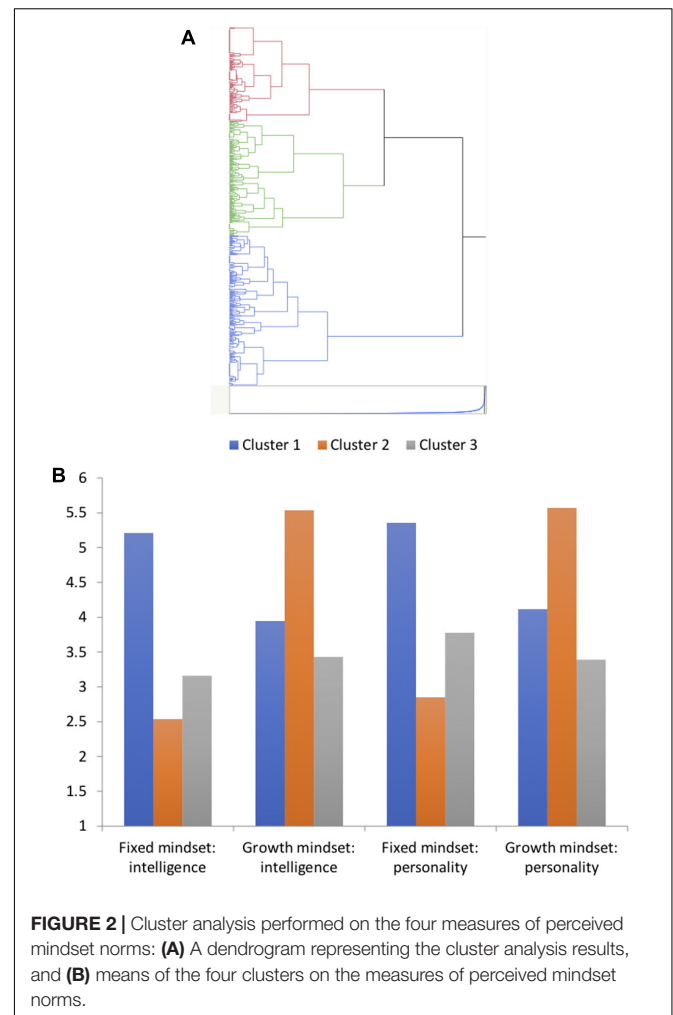 A
Cluster 1 Cluster 2 Cluster 3
B
6
5.5
5
4.5
4
3.5
3
2.5
2
1.5
1
Fixed mindset: Growth mindset: Fixed mindset: Growth mindset:
intelligence intelligence personality personality
FIGURE 2 | Cluster analysis performed on the four measures of perceived
mindset norms: (A) A dendrogram representing the cluster analysis results,
and (B) means of the four clusters on the measures of perceived mindset
norms.